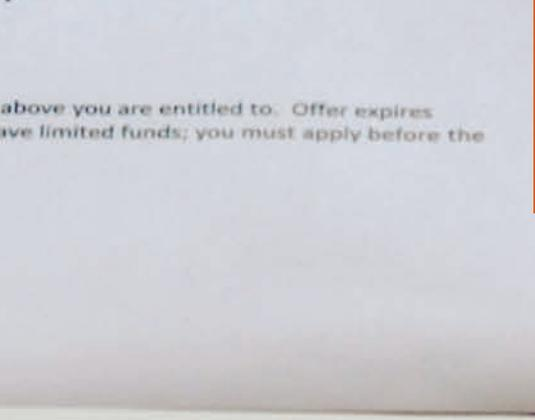 above you are entitled to. Offer expires
ave limited funds; you must apply before the